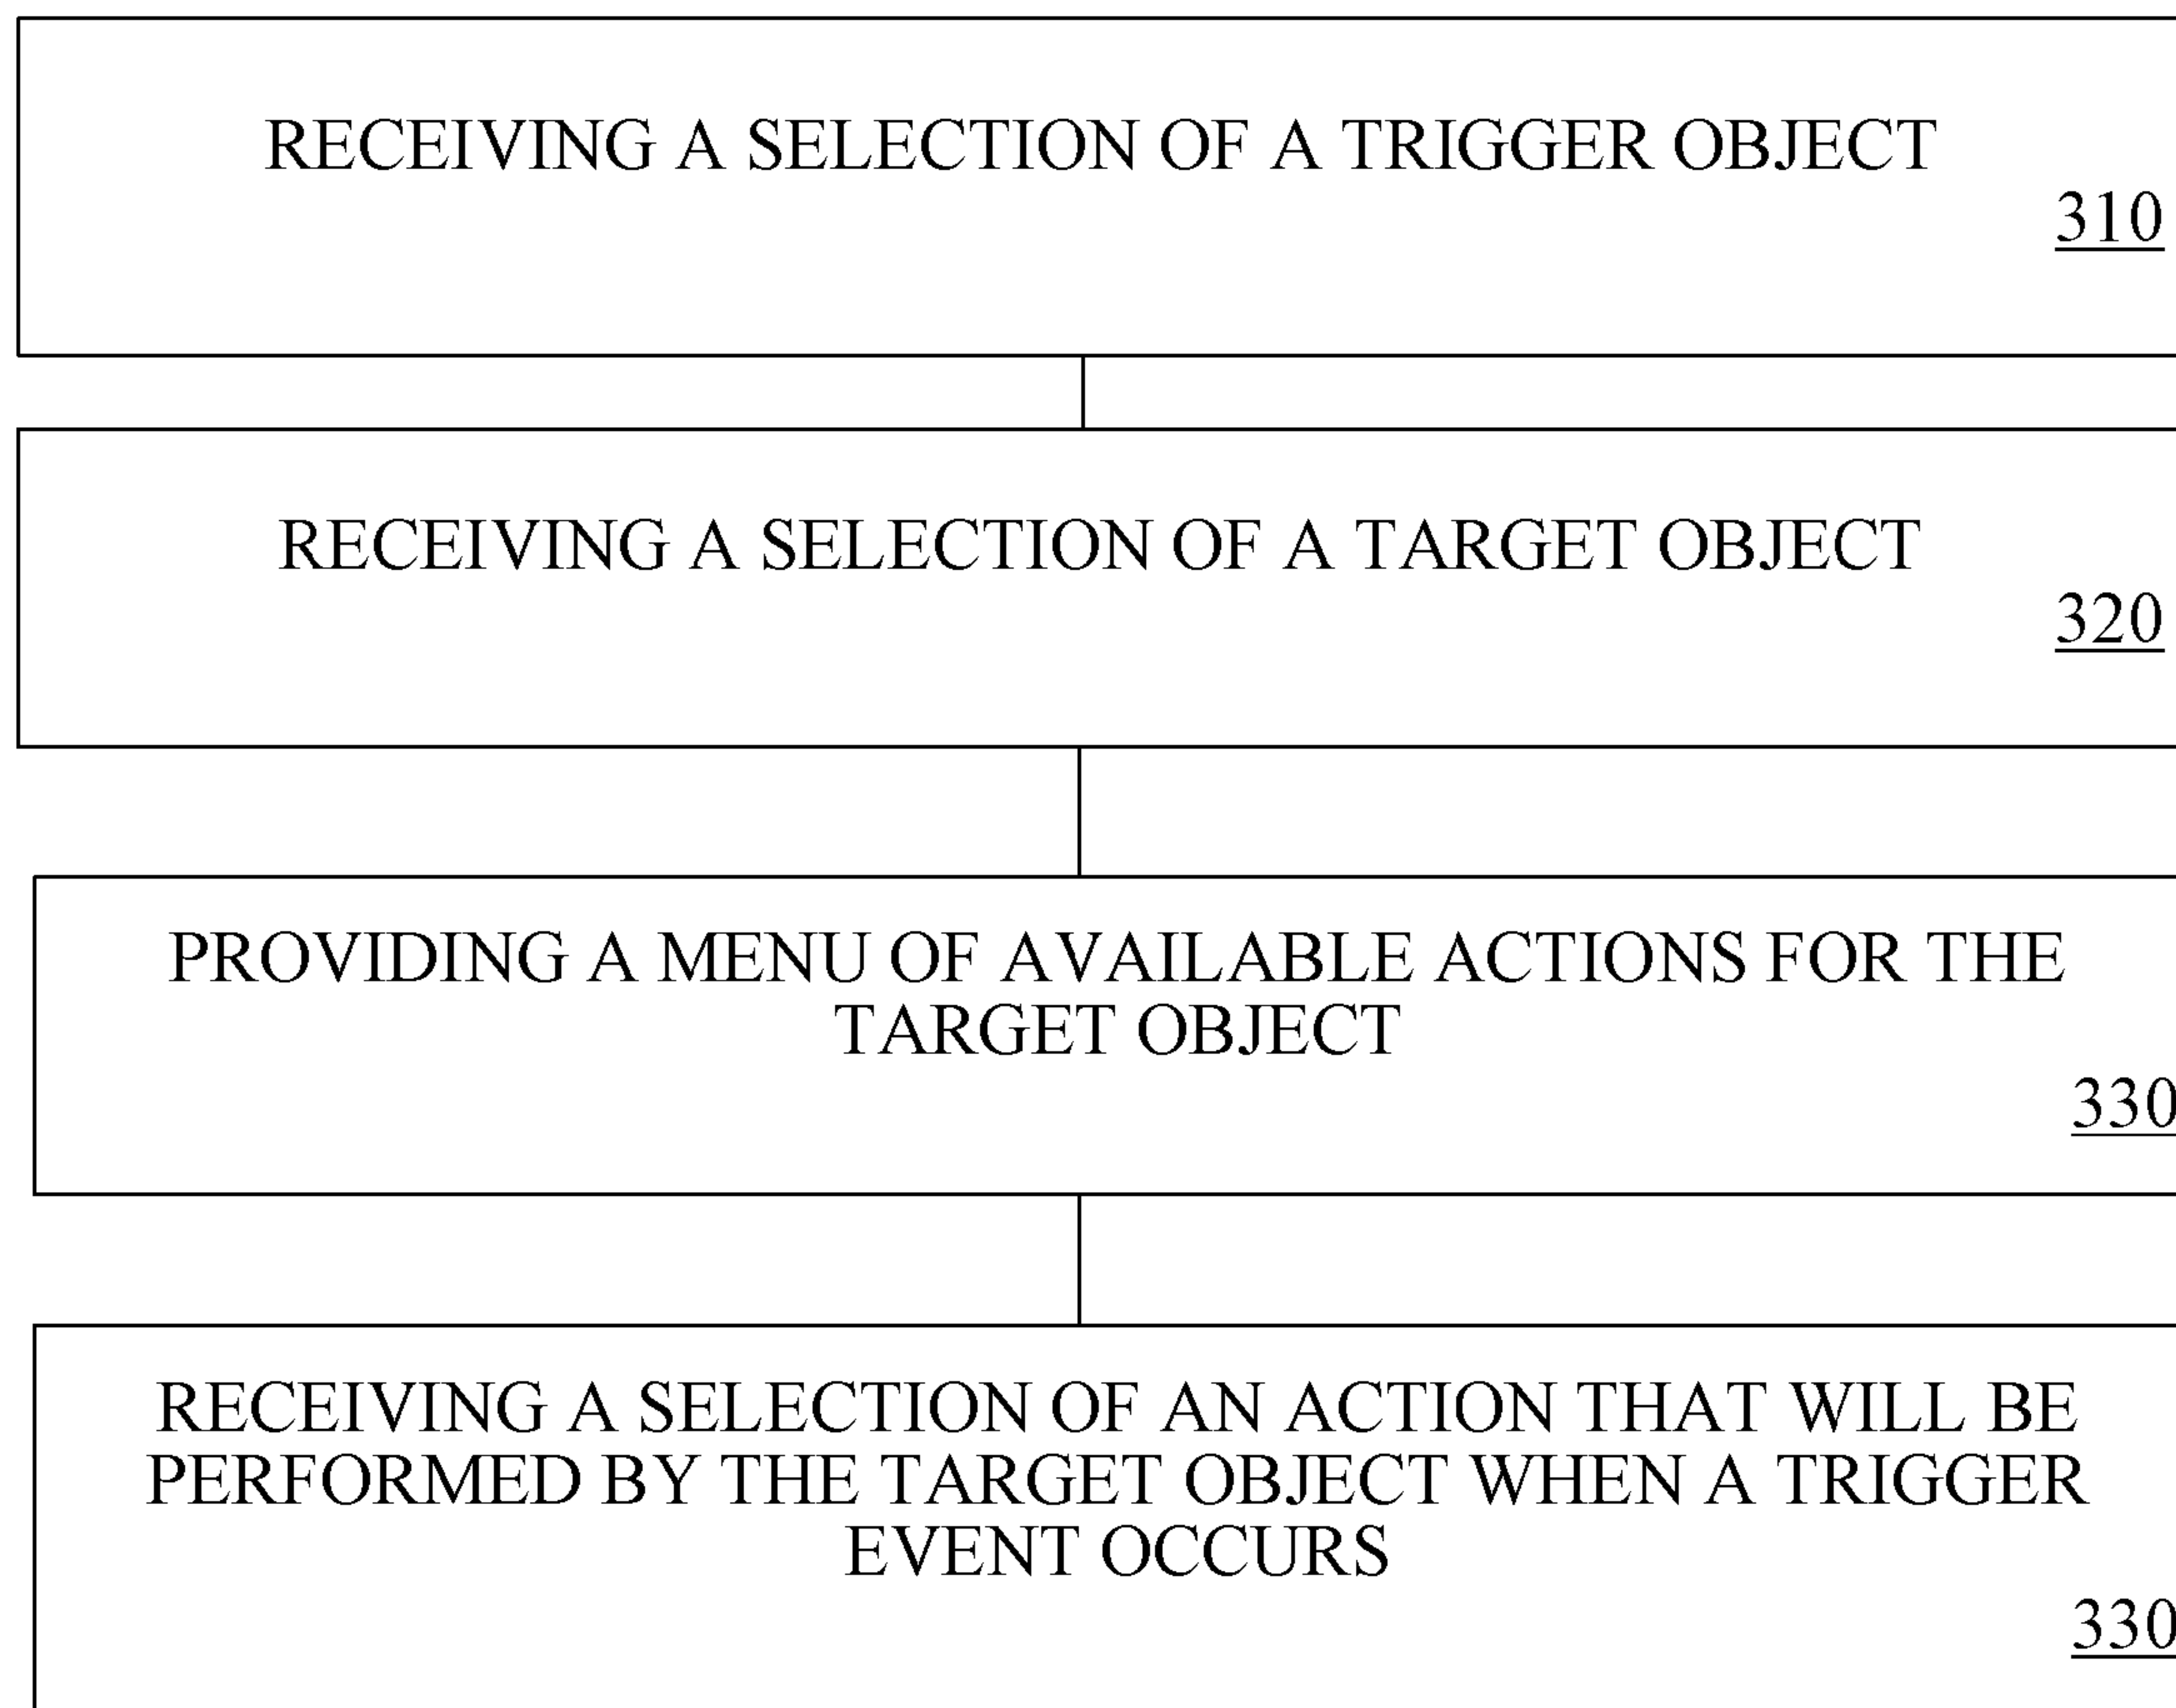 RECEIVING A SELECTION OF A TRIGGER OBJECT
310
RECEIVING A SELECTION OF A TARGET OBJECT
320
PROVIDING A MENU OF AVAILABLE ACTIONS FOR THE
TARGET OBJECT
330
RECEIVING A SELECTION OF AN ACTION THAT WILL BE
PERFORMED BY THE TARGET OBJECT WHEN A TRIGGER
EVENT OCCURS
330